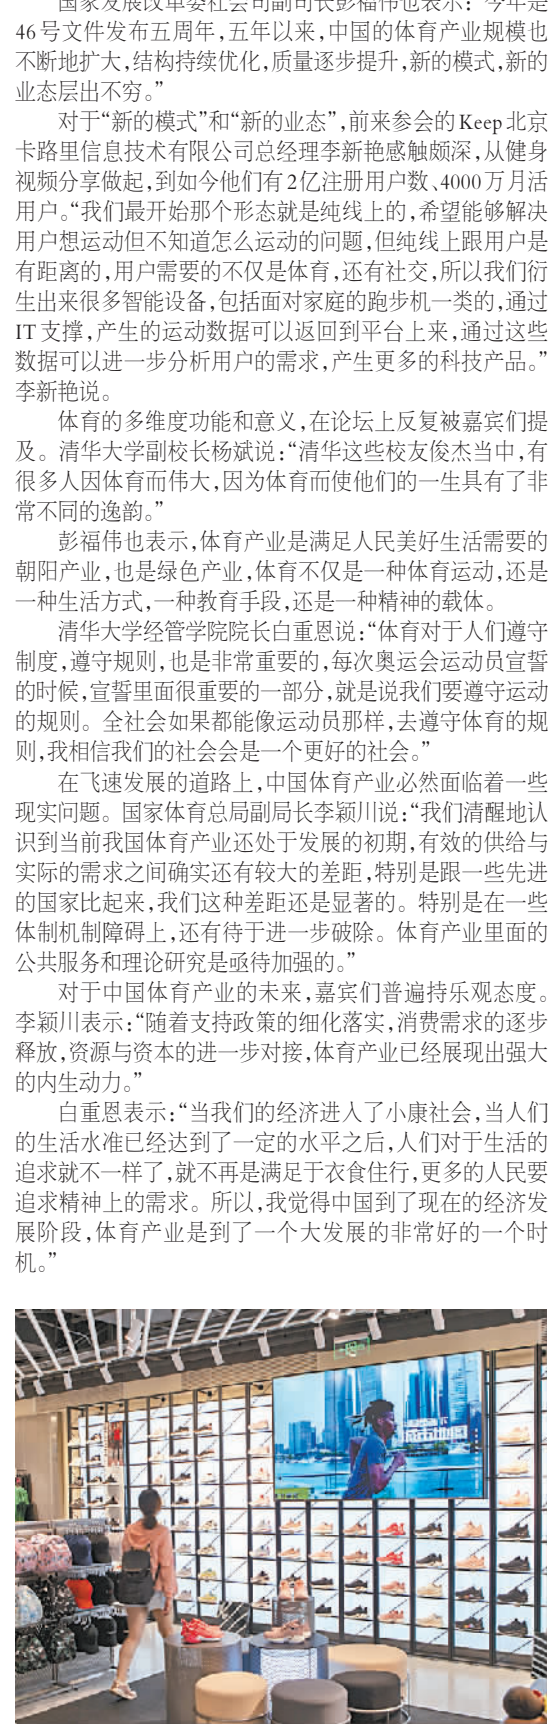 国家发展改革委社会司副司长彭福伟也表示：“今年是
46号文件发布五周年，五年以来，中国的体育产业规模也
不断地扩大，结构持续优化，质量逐步提升，新的模式，新的
业态层出不穷。”
对于“新的模式”和“新的业态”，前来参会的Keep北京
卡路里信息技术有限公司总经理李新艳感触颇深，从健身
视频分享做起，到如今他们有2亿注册用户数、4000万月活
用户。“我们最开始那个形态就是纯线上的，希望能够解决
用户想运动但不知道怎么运动的问题，但纯线上跟用户是
有距离的，用户需要的不仅是体育，还有社交，所以我们衍
生出来很多智能设备，包括面对家庭的跑步机一类的，通过
IT支撑，产生的运动数据可以返回到平台上来，通过这些
数据可以进一步分析用户的需求，产生更多的科技产品。”
李新艳说。
体育的多维度功能和意义，在论坛上反复被嘉宾们提
及。清华大学副校长杨斌说：“清华这些校友俊杰当中，有
很多人因体育而伟大，因为体育而使他们的一生具有了非
常不同的逸韵。”
彭福伟也表示，体育产业是满足人民美好生活需要的
朝阳产业，也是绿色产业，体育不仅是一种体育运动，还是
一种生活方式，一种教育手段，还是一种精神的载体。
清华大学经管学院院长白重恩说：“体育对于人们遵守
制度，遵守规则，也是非常重要的，每次奥运会运动员宣誓
的时候，宣誓里面很重要的一部分，就是说我们要遵守运动
的规则。全社会如果都能像运动员那样，去遵守体育的规
则，我相信我们的社会会是一个更好的社会。”
在飞速发展的道路上，中国体育产业必然面临着一些
现实问题。国家体育总局副局长李颖川说：“我们清醒地认
识到当前我国体育产业还处于发展的初期，有效的供给与
实际的需求之间确实还有较大的差距，特别是跟一些先进
的国家比起来，我们这种差距还是显著的。特别是在一些
体制机制障碍上，还有待于进一步破除。体育产业里面的
公共服务和理论研究是亟待加强的。”
对于中国体育产业的未来，嘉宾们普遍持乐观态度。
李颖川表示：“随着支持政策的细化落实，消费需求的逐步
释放，资源与资本的进一步对接，体育产业已经展现出强大
的内生动力。”
白重恩表示：“当我们的经济进入了小康社会，当人们
的生活水准已经达到了一定的水平之后，人们对于生活的
追求就不一样了，就不再是满足于衣食住行，更多的人民要
追求精神上的需求。所以，我觉得中国到了现在的经济发
展阶段，体育产业是到了一个大发展的非常好的一个时
机。”